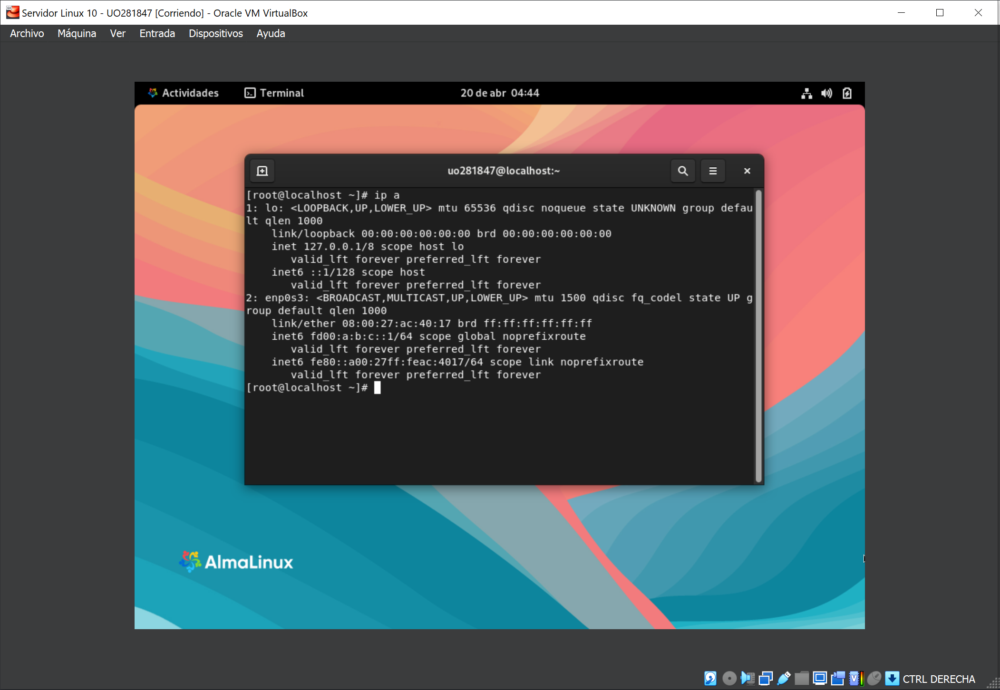 Servidor Linux 10 - UO281847 [Corriendo] - Oracle VM VirtualBox
Archivo Máquina Ver Entrada Dispositivos Ayuda
Actividades Terminal 20 de abr 04:44
uo281847@localhost:~
[root@localhost ~]# ip a
1: lo: <LOOPBACK,UP,LOWER_UP> mtu 65536 qdisc noqueue state UNKNOWN group defau
lt qlen 1000
link/loopback 00:00:00:00:00:00 brd 00:00:00:00:00:00
inet 127.0.0.1/8 scope host lo
valid_lft forever preferred_lft forever
inet6 ::1/128 scope host
valid_lft forever preferred_lft forever
2: enp0s3: <BROADCAST,MULTICAST,UP,LOWER_UP> mtu 1500 qdisc fq_codel state UP g
roup default qlen 1000
link/ether 08:00:27:ac:40:17 brd ff:ff:ff:ff:ff:ff
inet6 fd00:a:b:c::1/64 scope global noprefixroute
valid_lft forever preferred_lft forever
inet6 fe80::a00:27ff:feac:4017/64 scope link noprefixroute
valid_lft forever preferred_lft forever
[root@localhost ~]#
AlmaLinux
CTRL DERECHA